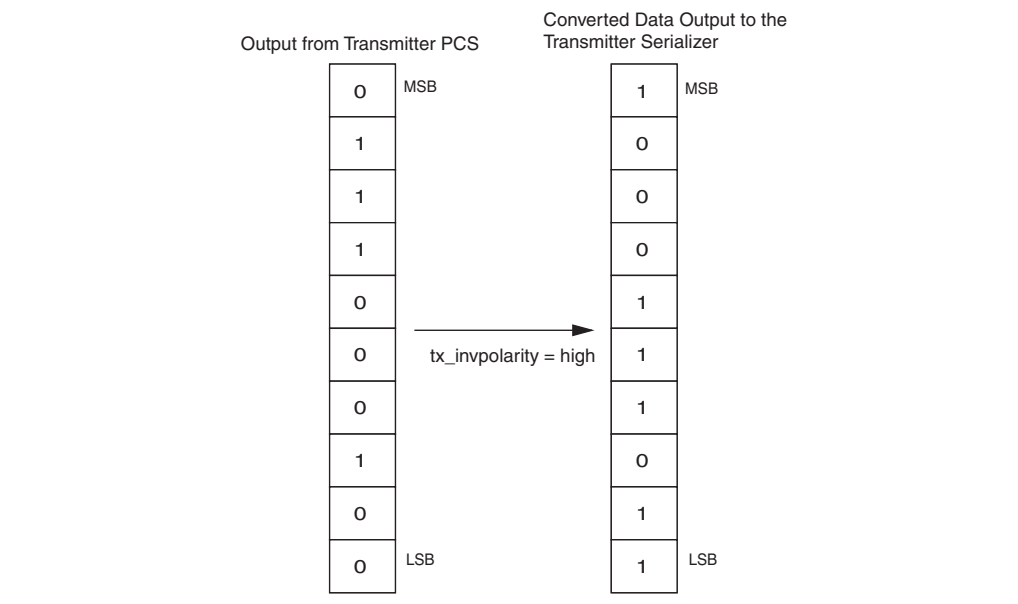 Output from Transmitter PCS
Converted Data Output to the
Transmitter Serializer
0 MSB
1
1
1
0
0
0
1
0
0 LSB
tx_invpolarity = high
1 MSB
0
0
0
1
1
1
0
1
1 LSB